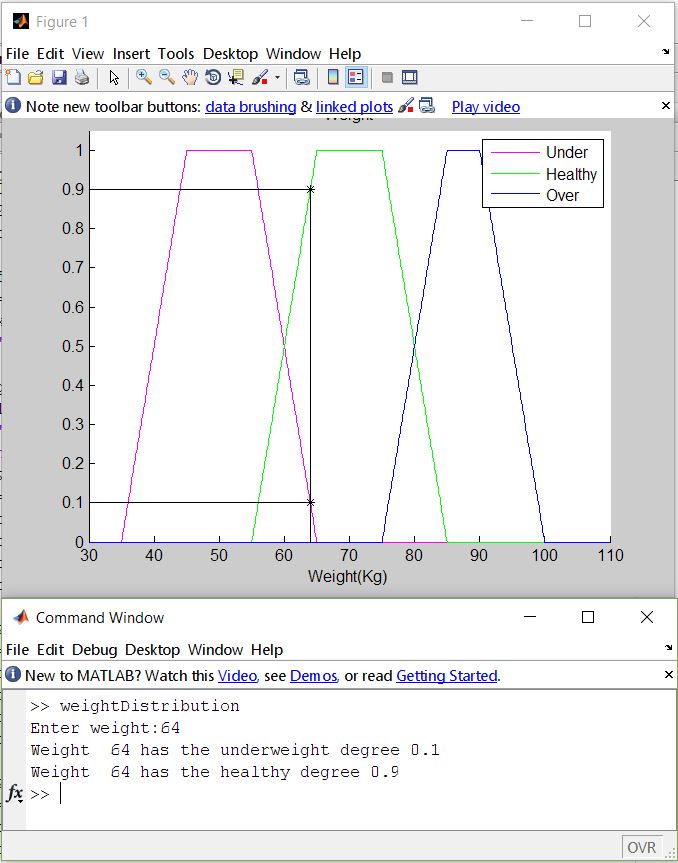 Figure 1
File Edit View Insert Tools Desktop Window Help
Note new toolbar buttons: data brushing & linked plots Play video
Weight
1
0.9
0.8
0.7
0.6
0.5
0.4
0.3
0.2
0.1
0
Under
Healthy
Over
30 40 50 60 70 80 90 100 110
Weight(Kg)
Command Window
File Edit Debug Desktop Window Help
New to MATLAB? Watch this Video, see Demos, or read Getting Started.
>> weightDistribution
Enter weight:64
Weight  64 has the underweight degree 0.1
Weight  64 has the healthy degree 0.9
fx >>
OVR